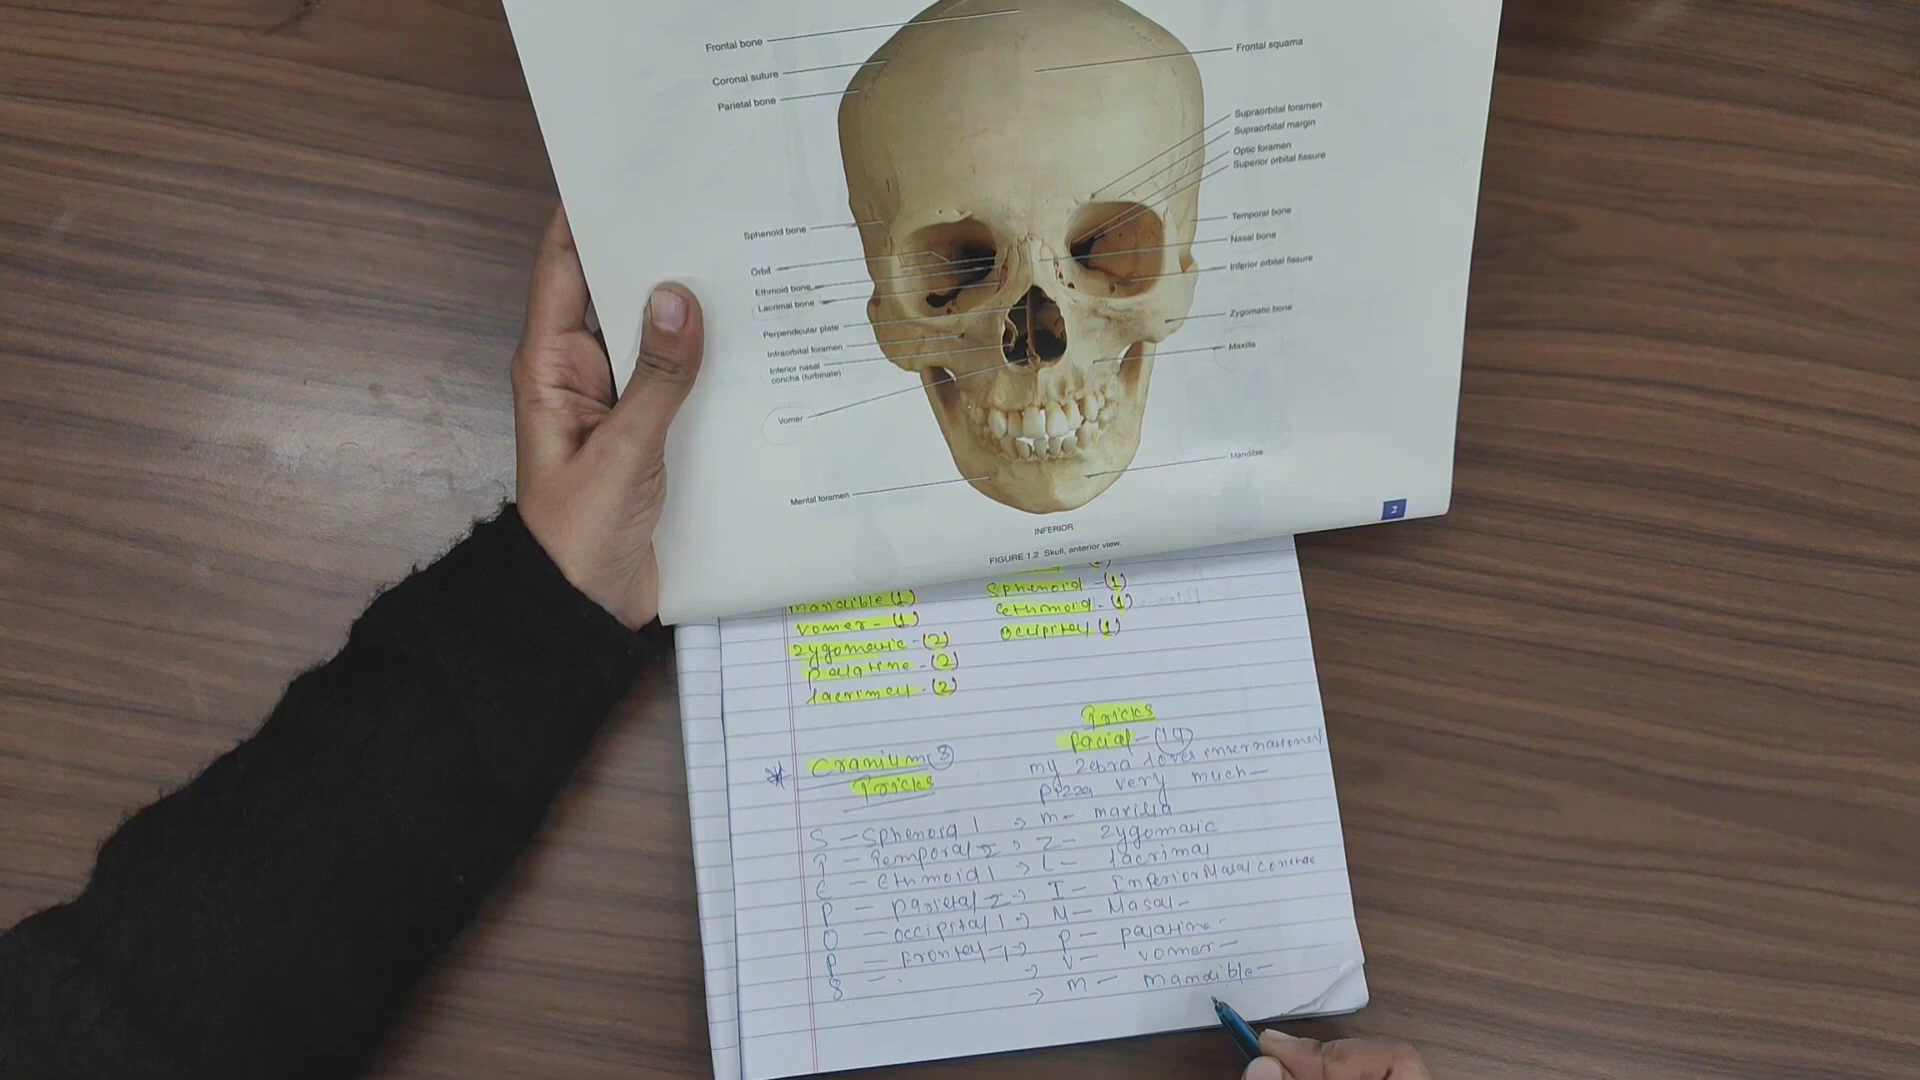 Frontal bone
Coronal suture
Parietal bone
Sphenoid bone
Orbit
Ethmoid bone
Lacrimal bone
Perpendicular plate
Infraorbital foramen
Inferior nasal
concha (turbinate)
Vomer
Mental foramen
Frontal squama
Supraorbital foramen
Supraorbital margin
Optic foramen
Superior orbital fissure
Temporal bone
Nasal bone
Inferior orbital fissure
Zygomatic bone
Maxilla
Mandible
INFERIOR
FIGURE 1.2 Skull, anterior view.
2
Mandible (1)
Vomer - (1)
Zygomatic - (2)
Palatine - (2)
lacrimal - (2)
Sphenoid - (1)
ethmoid - (1)
Occipital (1)
* Cranium (8)
Tricks
S - Sphenoid 1
T - Temporal 2
E - Ethmoid 1
P - Parietal 2
O - Occipital 1
F - Frontal - 1
8 -
Tricks
Facial - (14)
my zebra loves international
pizza very much -
→ m - maxilla
→ Z - Zygomatic
→ L - lacrimal
→ I - Inferior Nasal conchae
→ N - Nasal -
→ P - palatine -
→ V - vomer -
→ m - mandible -